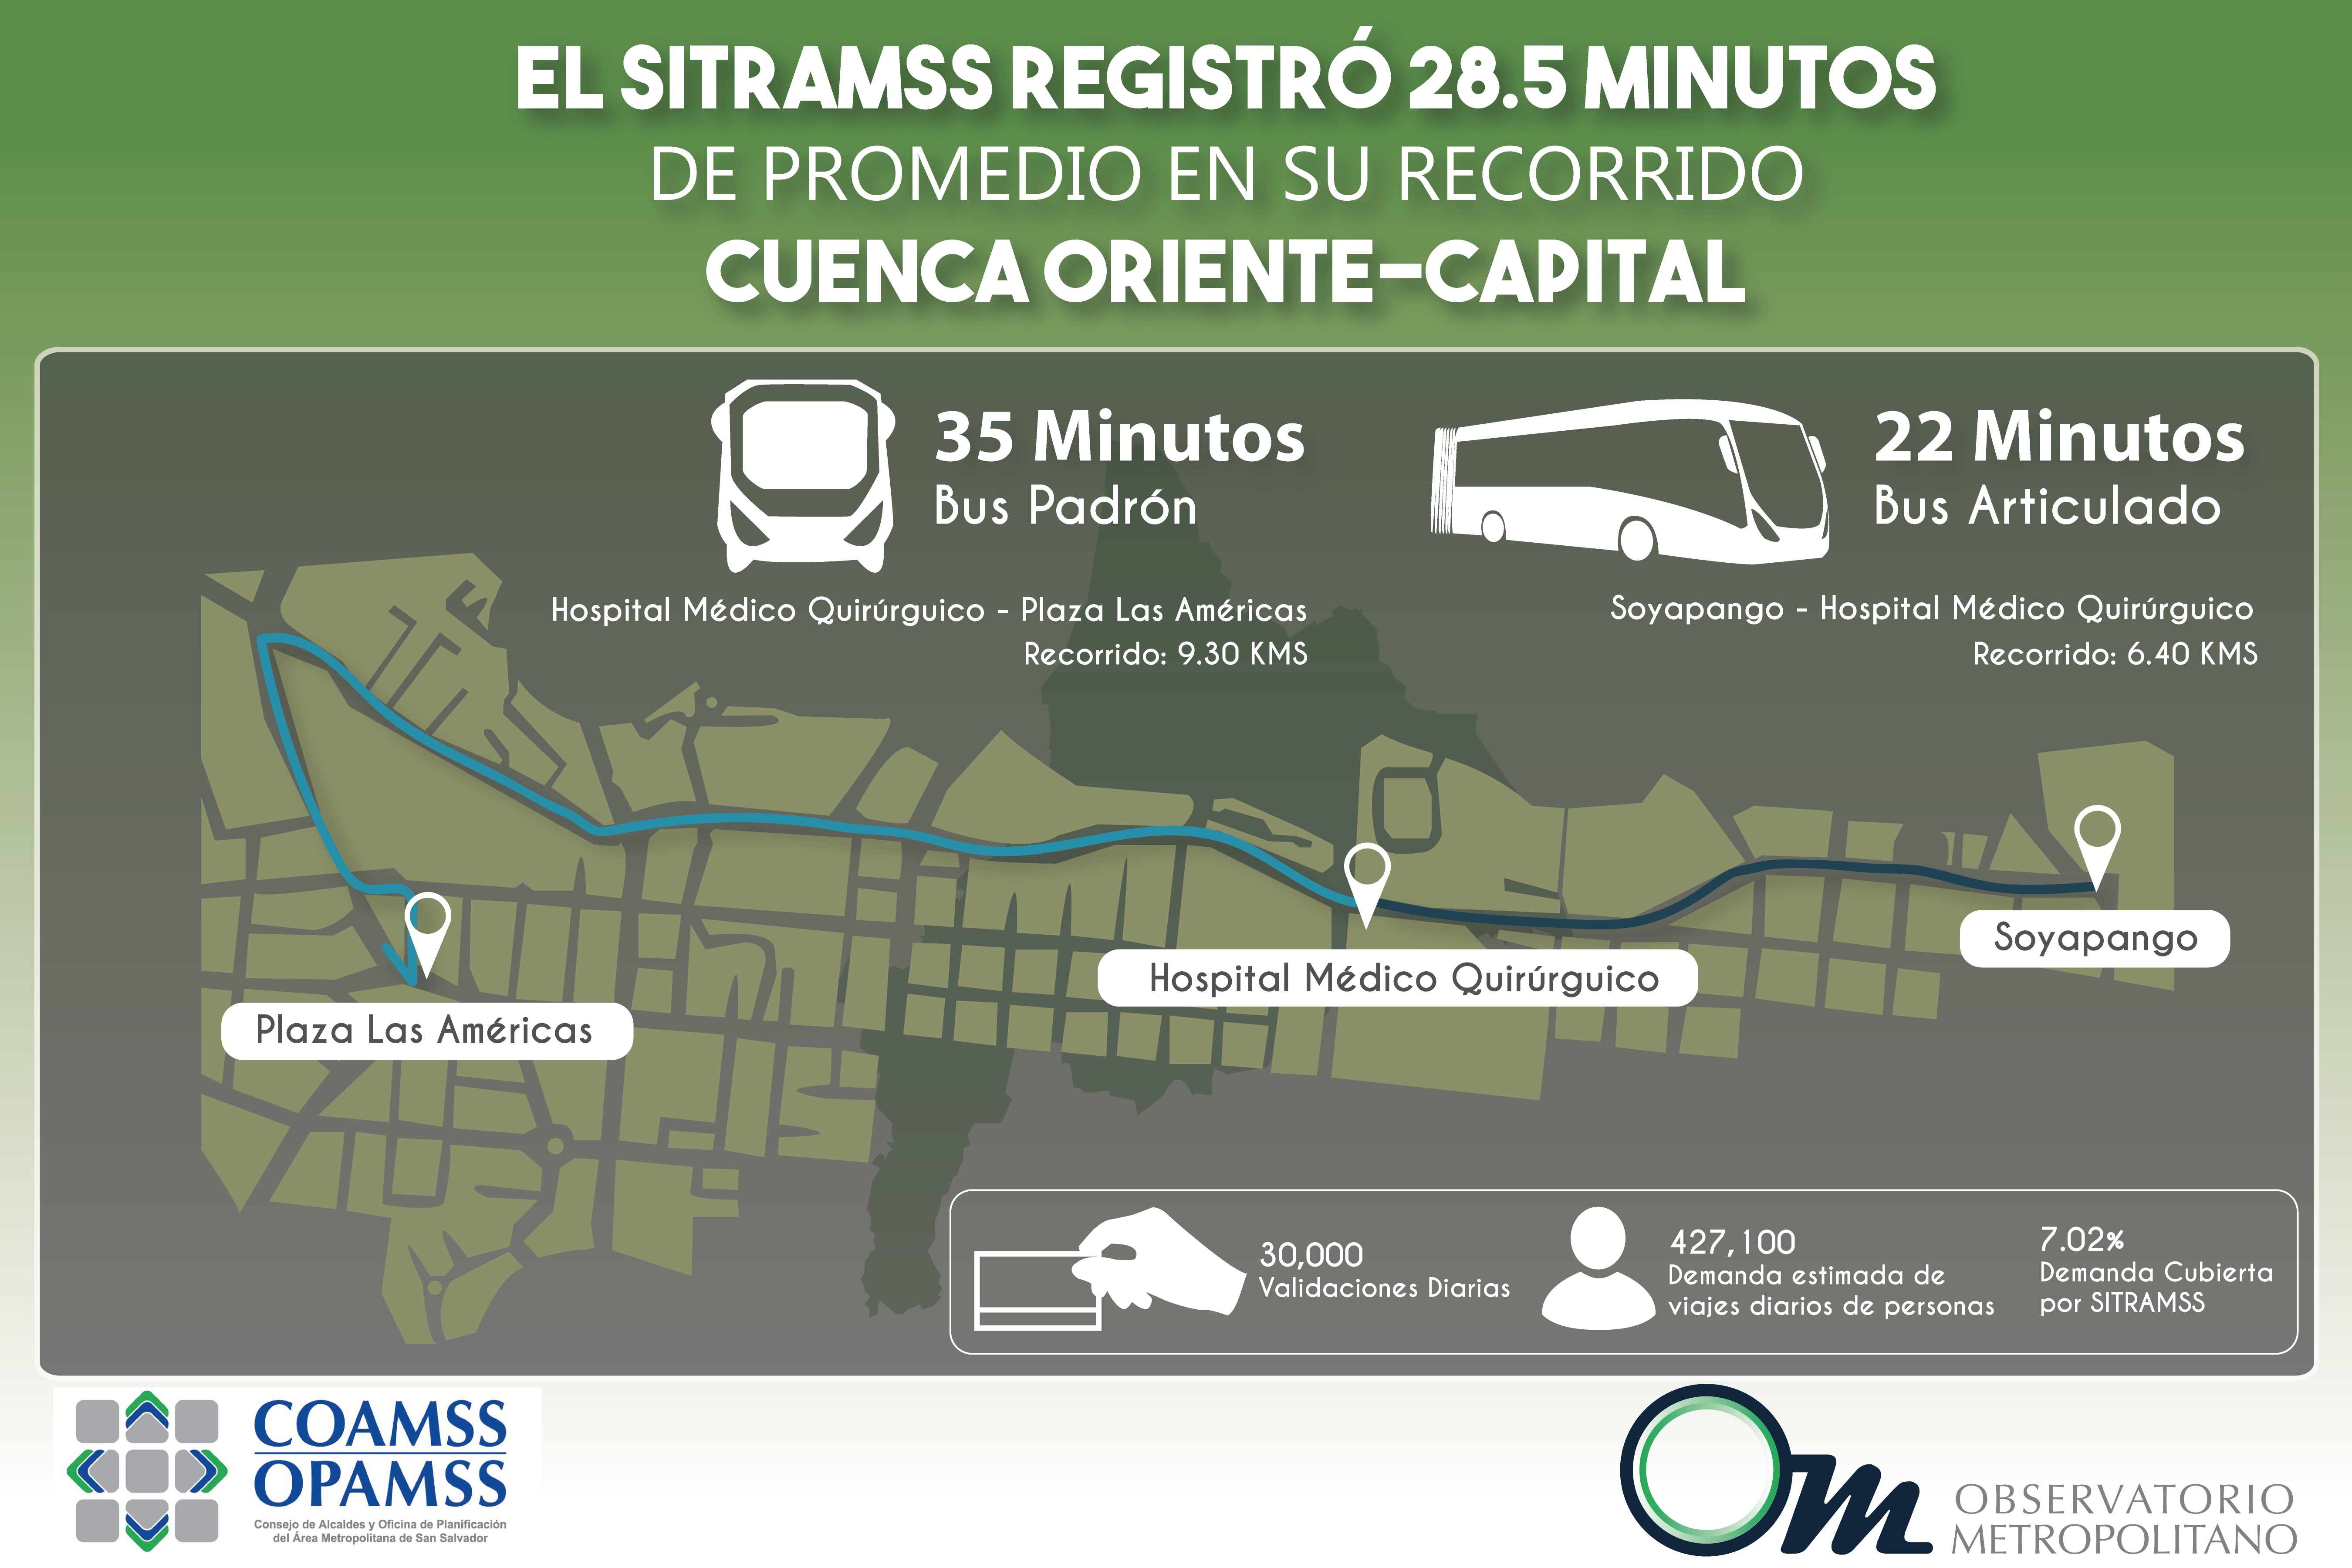 EL SITRAMSS REGISTRÓ 28.5 MINUTOS
DE PROMEDIO EN SU RECORRIDO
CUENCA ORIENTE-CAPITAL
35 Minutos
Bus Padrón
Hospital Médico Quirúrguico - Plaza Las Américas
Recorrido: 9.30 KMS
22 Minutos
Bus Articulado
Soyapango - Hospital Médico Quirúrguico
Recorrido: 6.40 KMS
Soyapango
Hospital Médico Quirúrguico
Plaza Las Américas
30,000
Validaciones Diarias
427,100
Demanda estimada de
viajes diarios de personas
7.02%
Demanda Cubierta
por SITRAMSS
COAMSS
OPAMSS
Consejo de Alcaldes y Oficina de Planificación
del Área Metropolitana de San Salvador
Om
OBSERVATORIO
METROPOLITANO